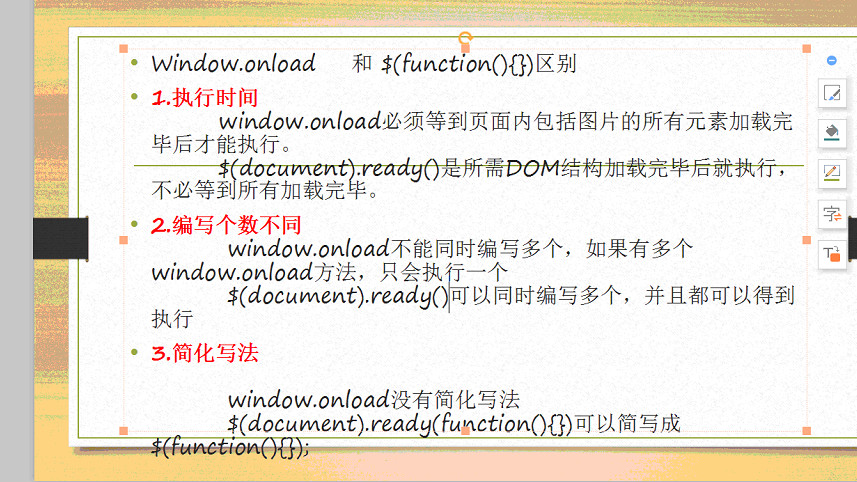 Window.onload 和 $(function(){})区别
1.执行时间
window.onload必须等到页面内包括图片的所有元素加载完
毕后才能执行。
$(document).ready()是所需DOM结构加载完毕后就执行，
不必等到所有加载完毕。
2.编写个数不同
window.onload不能同时编写多个，如果有多个
window.onload方法，只会执行一个
$(document).ready()可以同时编写多个，并且都可以得到
执行
3.简化写法
window.onload没有简化写法
$(document).ready(function(){})可以简写成
$(function(){});
字
T